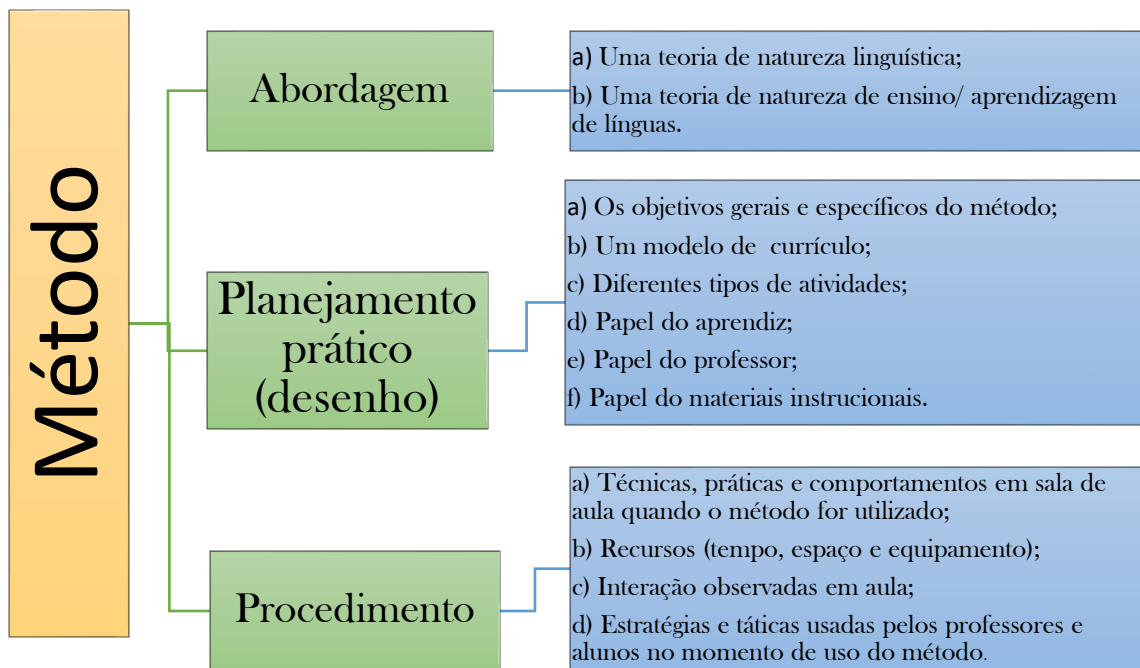 Método
Abordagem
a) Uma teoria de natureza linguística;
b) Uma teoria de natureza de ensino/ aprendizagem
de línguas.
Planejamento
prático
(desenho)
a) Os objetivos gerais e específicos do método;
b) Um modelo de currículo;
c) Diferentes tipos de atividades;
d) Papel do aprendiz;
e) Papel do professor;
f) Papel do materiais instrucionais.
Procedimento
a) Técnicas, práticas e comportamentos em sala de
aula quando o método for utilizado;
b) Recursos (tempo, espaço e equipamento);
c) Interação observadas em aula;
d) Estratégias e táticas usadas pelos professores e
alunos no momento de uso do método.